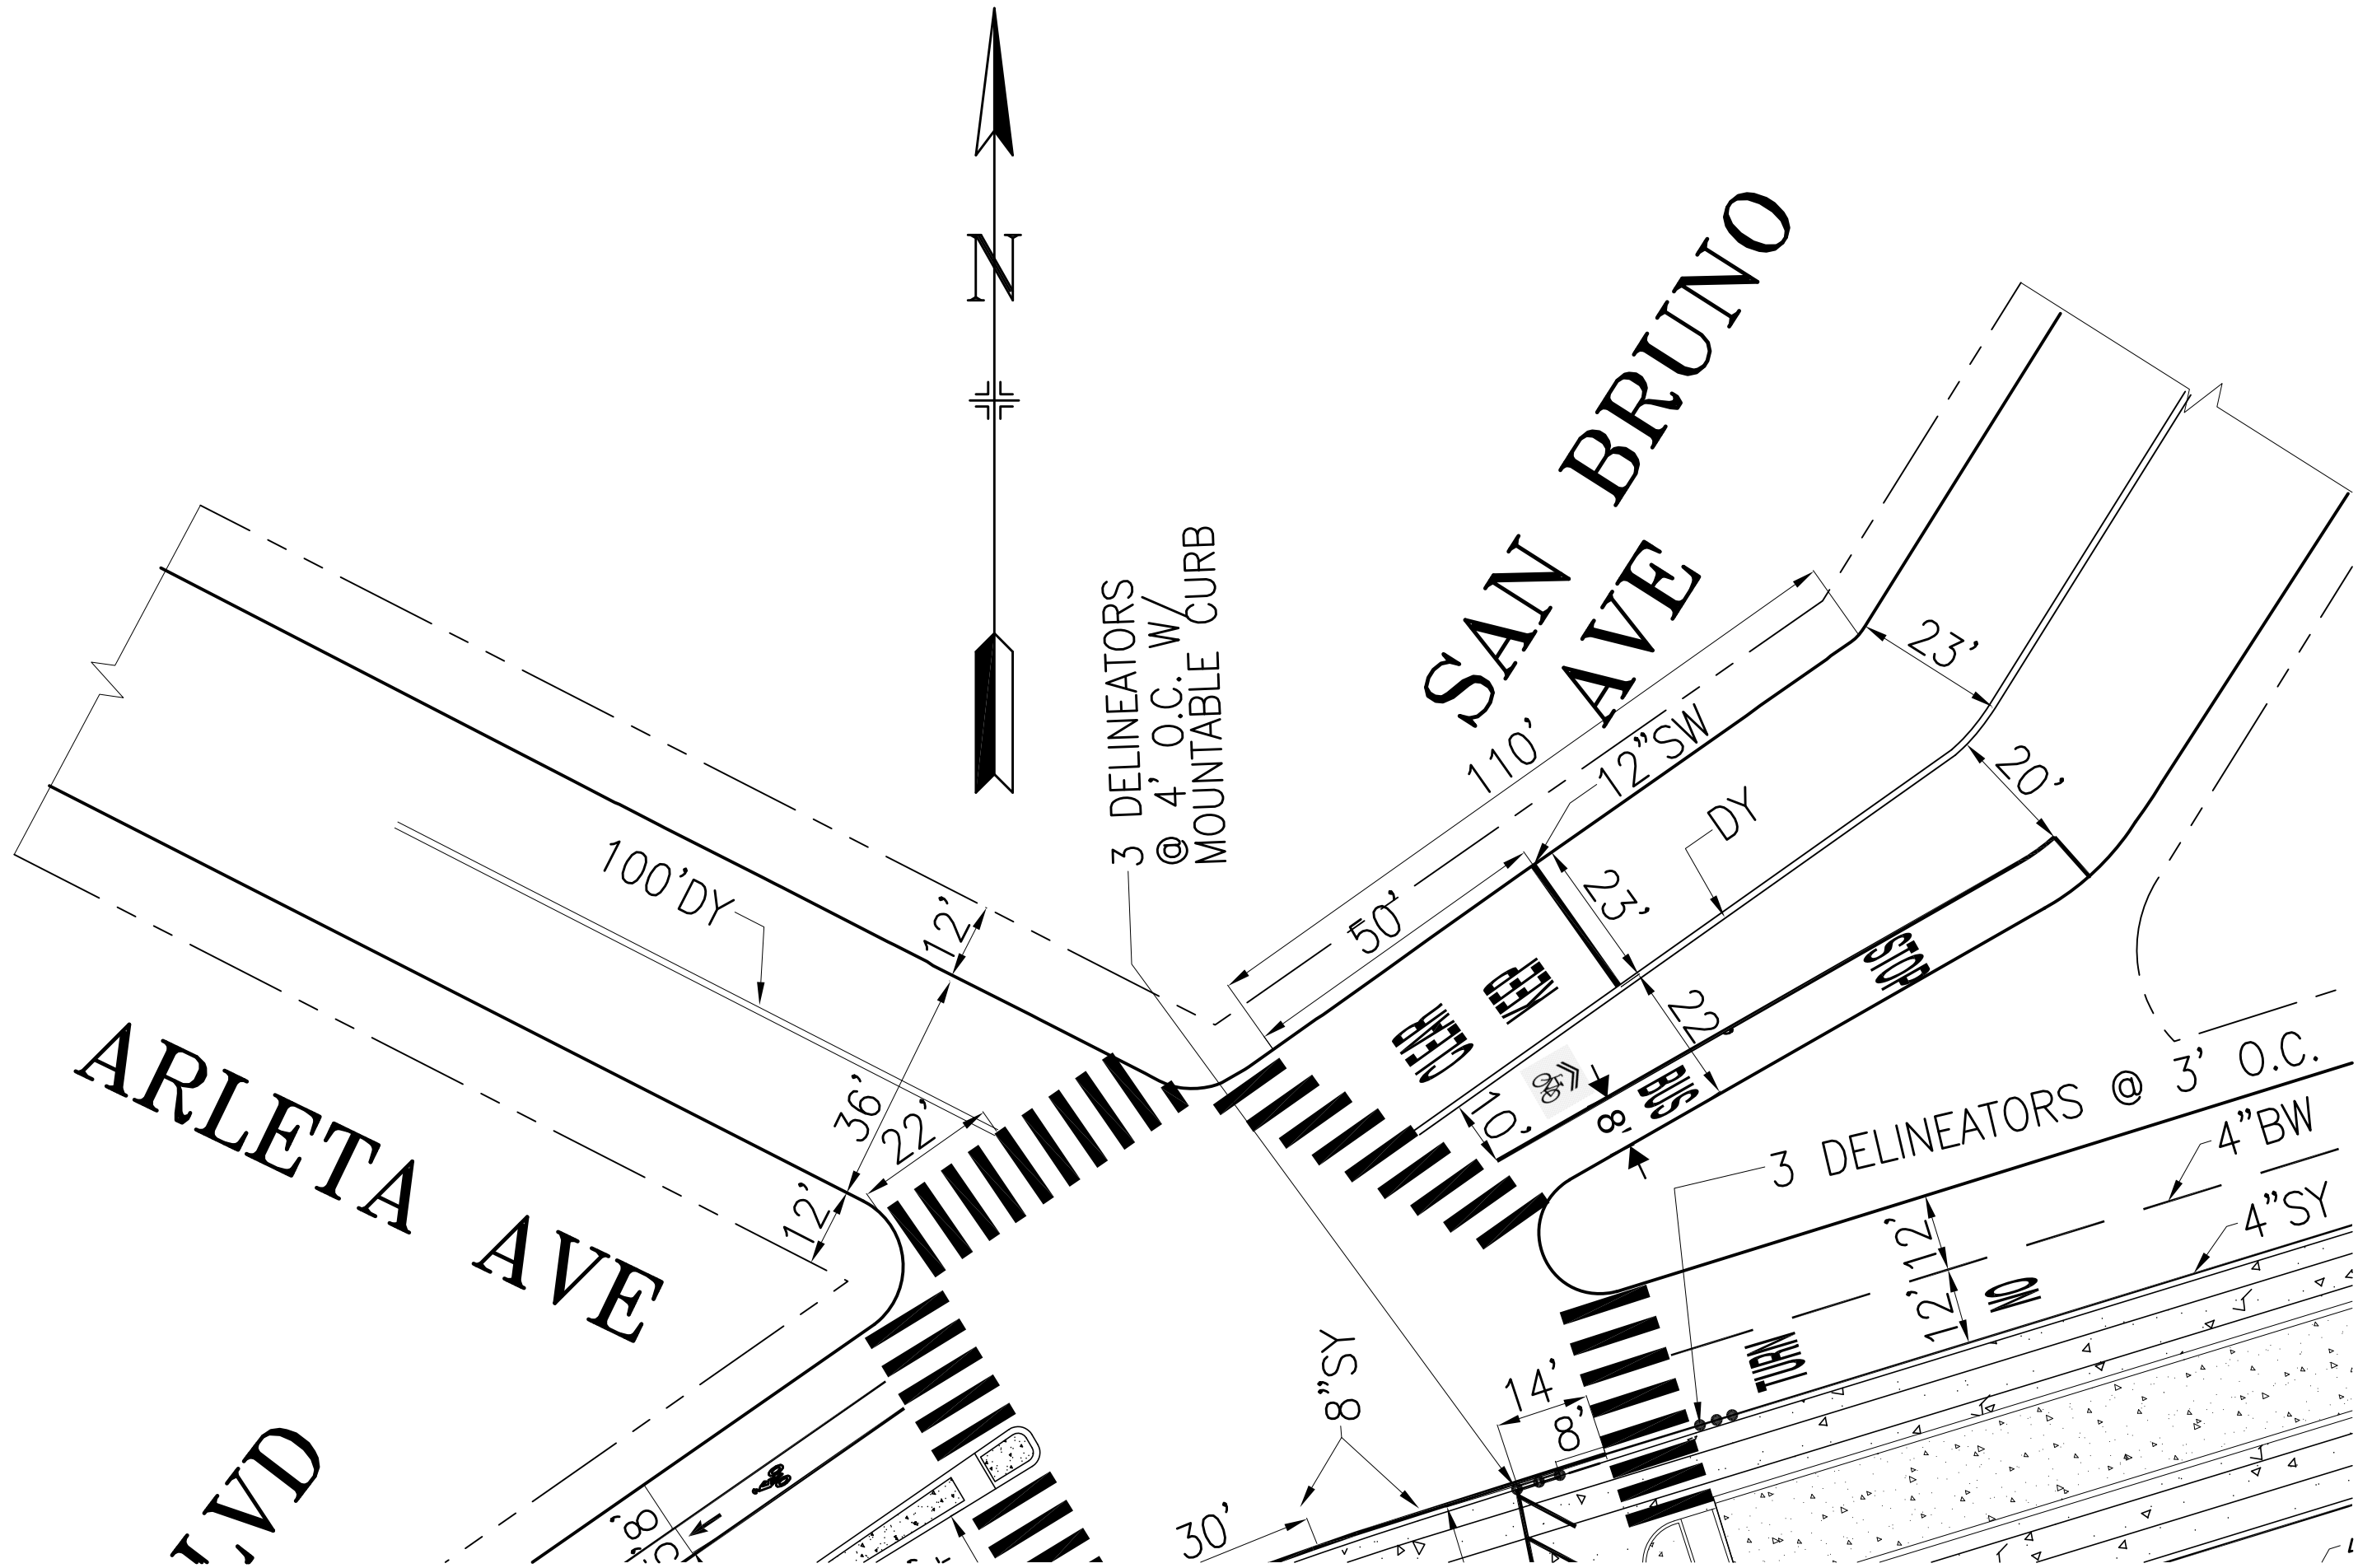 N
SAN BRUNO
AVE
3 DELINEATORS
@ 4' O.C. W/
MOUNTABLE CURB
23'
110'
12"SW
20'
DY
100'DY
12'
50'
23'
22'
STOP
BUS
KEEP
CLEAR
10'
8'
3 DELINEATORS @ 3' O.C.
4"BW
4"SY
36'
22'
12'
ARLETA AVE
12'
12'
NO
TURN
14'
8'
8"SY
30'
LVD
8'